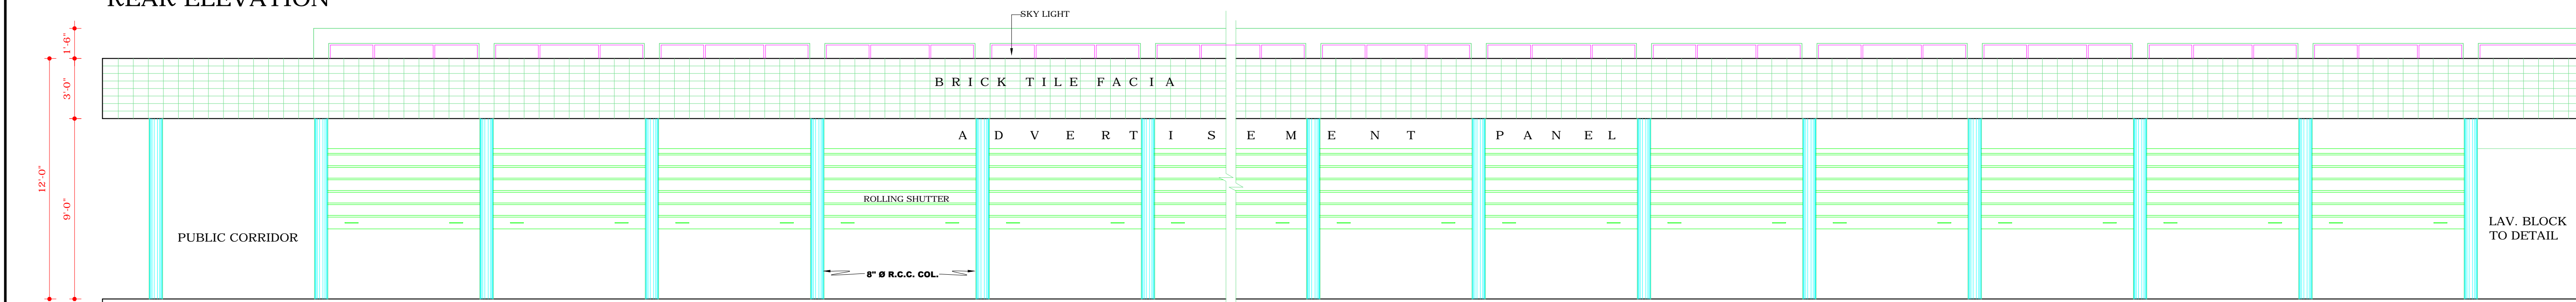 REAR ELEVATION
SKY LIGHT
1'-6"
3'-0"
BRICK TILE FACIA
ADVERTISEMENT PANEL
12'-0"
9'-0"
ROLLING SHUTTER
PUBLIC CORRIDOR
LAV. BLOCK
TO DETAIL
8" Ø R.C.C. COL.